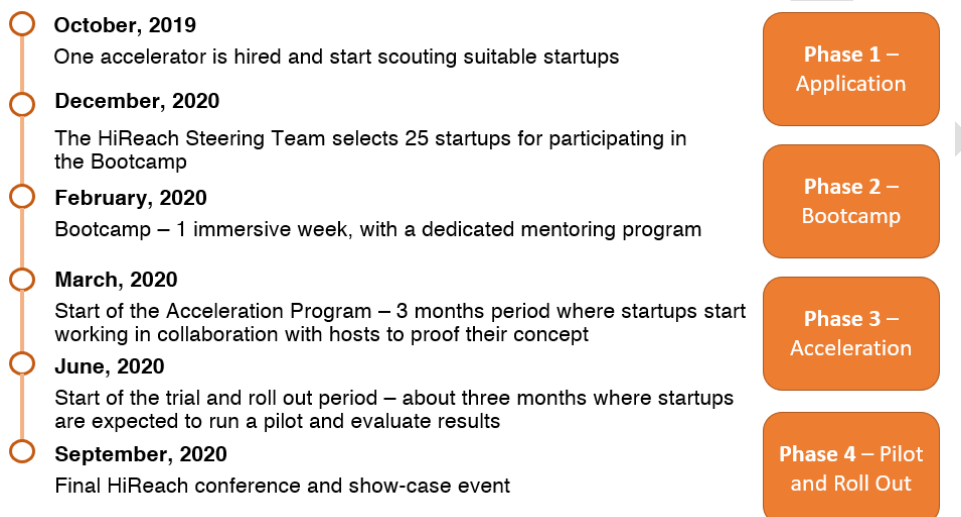 October, 2019
One accelerator is hired and start scouting suitable startups
December, 2020
The HiReach Steering Team selects 25 startups for participating in
the Bootcamp
February, 2020
Bootcamp – 1 immersive week, with a dedicated mentoring program
March, 2020
Start of the Acceleration Program – 3 months period where startups start
working in collaboration with hosts to proof their concept
June, 2020
Start of the trial and roll out period – about three months where startups
are expected to run a pilot and evaluate results
September, 2020
Final HiReach conference and show-case event
Phase 1 –
Application
Phase 2 –
Bootcamp
Phase 3 –
Acceleration
Phase 4 – Pilot
and Roll Out